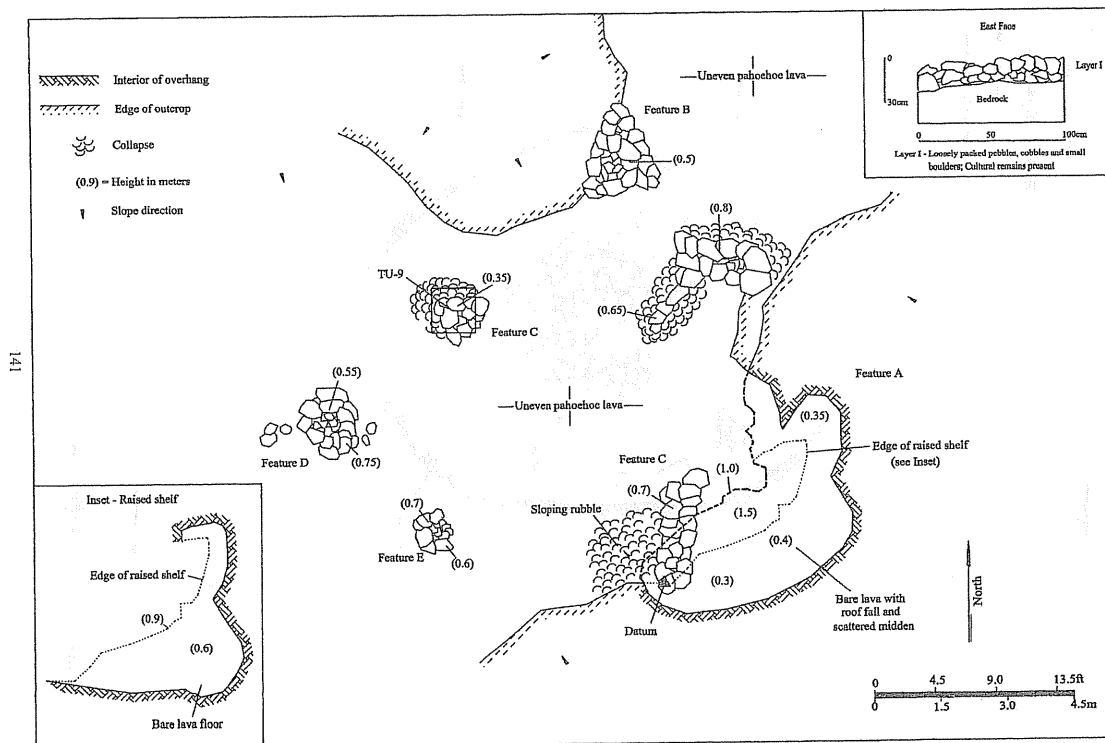 Interior of overhang
Edge of outcrop
Collapse
(0.9) = Height in meters
Slope direction
Uneven pahoehoe lava
Feature B
(0.5)
East Face
0
30cm
Layer I
Bedrock
0
50
100cm
Layer I - Loosely packed pebbles, cobbles and small
boulders; Cultural remains present
(0.8)
(0.65)
TU-9
(0.35)
Feature C
141
Feature A
(0.35)
(0.55)
Uneven pahoehoe lava
Edge of raised shelf
(see Inset)
Feature D
(0.75)
Feature C
(1.0)
(0.7)
(1.5)
Sloping rubble
(0.4)
(0.7)
Feature E
(0.6)
(0.3)
Bare lava with
roof fall and
scattered midden
Datum
North
Inset - Raised shelf
Edge of raised shelf
(0.9)
(0.6)
Bare lava floor
0
4.5
9.0
13.5ft
0
1.5
3.0
4.5m